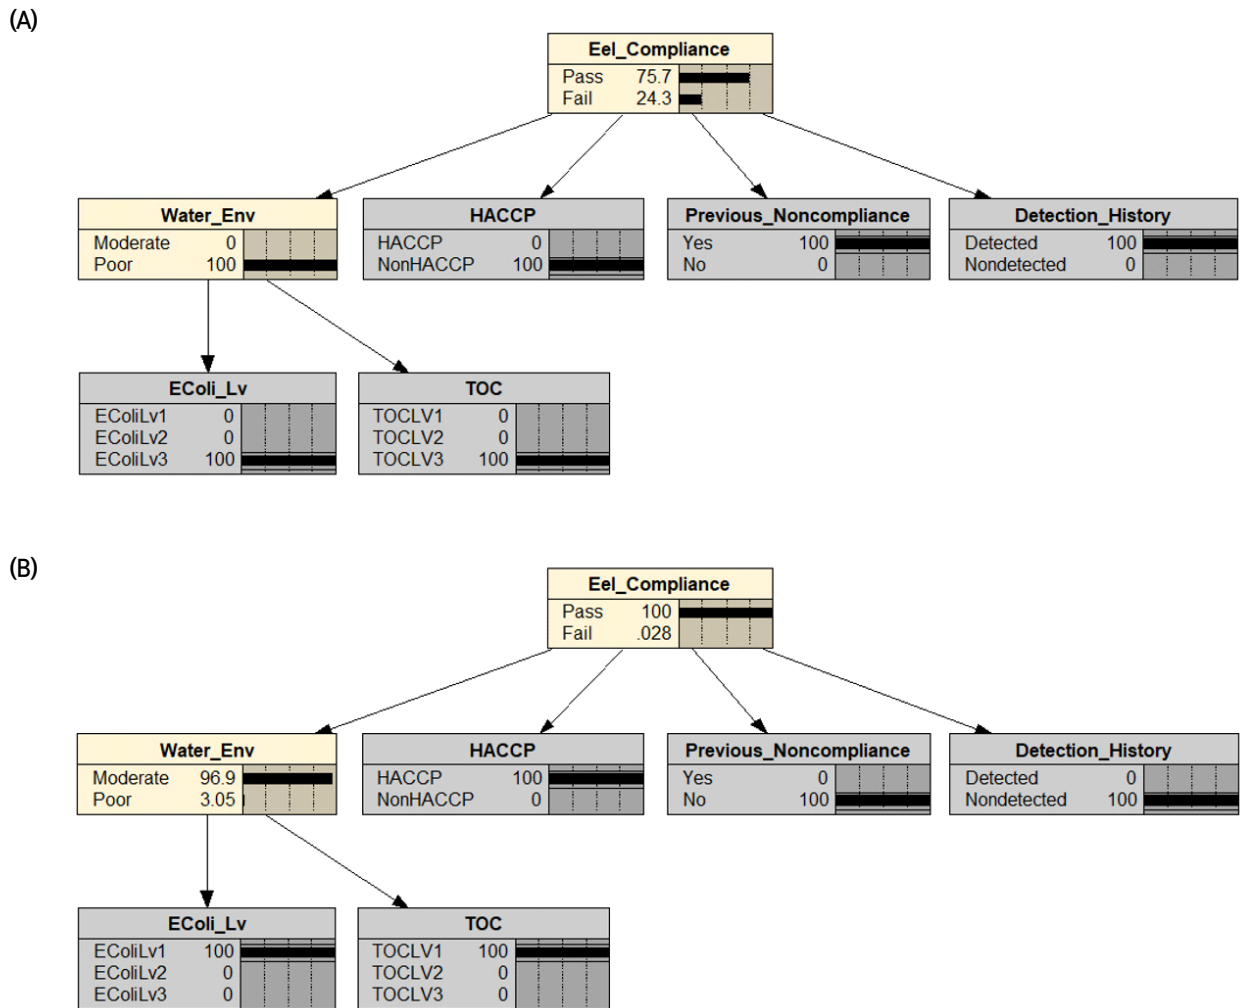 (A)
Eel_Compliance
Pass 75.7
Fail 24.3
Water_Env
Moderate 0
Poor 100
HACCP
HACCP 0
NonHACCP 100
Previous_Noncompliance
Yes 100
No 0
Detection_History
Detected 100
Nondetected 0
EColi_Lv
EColiLv1 0
EColiLv2 0
EColiLv3 100
TOC
TOCLV1 0
TOCLV2 0
TOCLV3 100
(B)
Eel_Compliance
Pass 100
Fail .028
Water_Env
Moderate 96.9
Poor 3.05
HACCP
HACCP 100
NonHACCP 0
Previous_Noncompliance
Yes 0
No 100
Detection_History
Detected 0
Nondetected 100
EColi_Lv
EColiLv1 100
EColiLv2 0
EColiLv3 0
TOC
TOCLV1 100
TOCLV2 0
TOCLV3 0